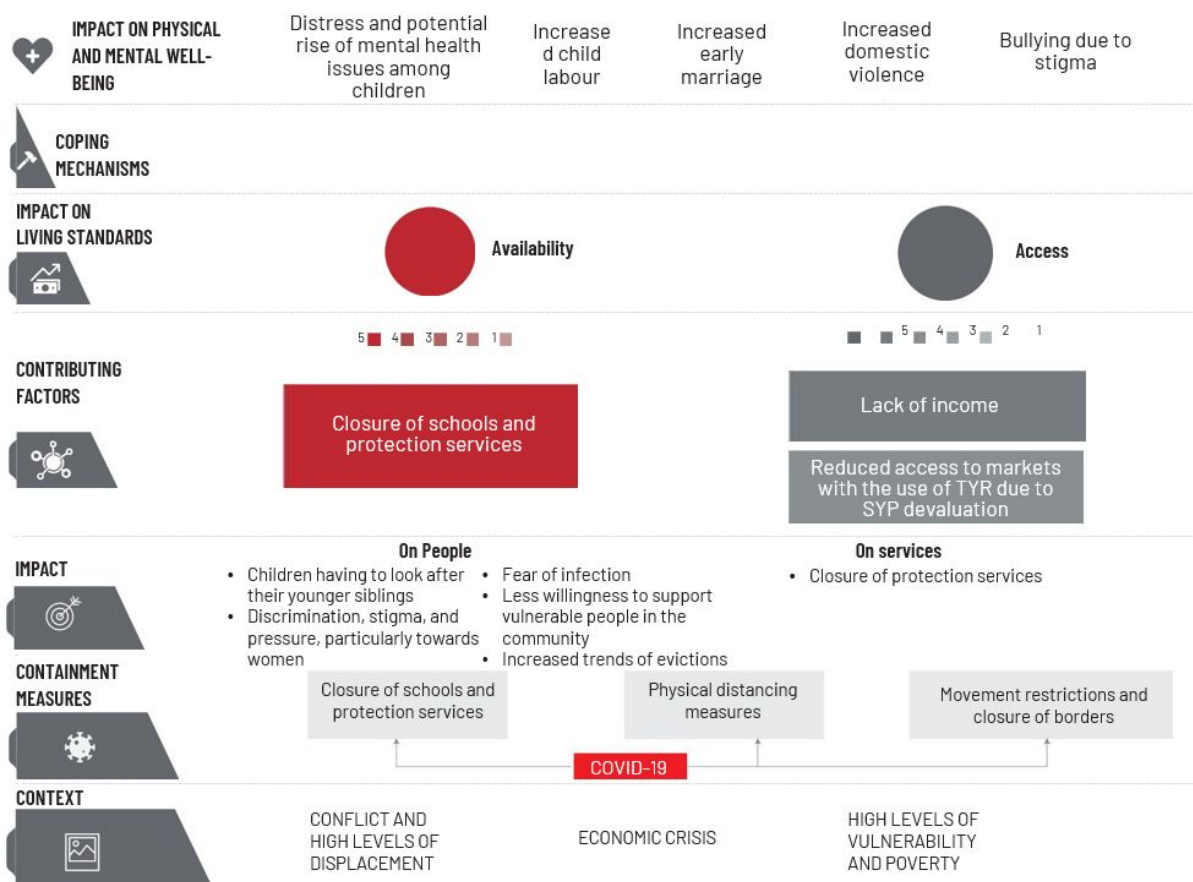 IMPACT ON PHYSICAL
AND MENTAL WELL-
BEING
Distress and potential
rise of mental health
issues among
children
Increase
d child
labour
Increased
early
marriage
Increased
domestic
violence
Bullying due to
stigma
COPING
MECHANISMS
IMPACT ON
LIVING STANDARDS
Availability
Access
5 4 3 2 1
5 4 3 2 1
CONTRIBUTING
FACTORS
Closure of schools and
protection services
Lack of income
Reduced access to markets
with the use of TYR due to
SYP devaluation
IMPACT
On People
• Children having to look after
their younger siblings
• Discrimination, stigma, and
pressure, particularly towards
women
• Fear of infection
• Less willingness to support
vulnerable people in the
community
• Increased trends of evictions
On services
• Closure of protection services
CONTAINMENT
MEASURES
Closure of schools and
protection services
Physical distancing
measures
Movement restrictions and
closure of borders
COVID-19
CONTEXT
CONFLICT AND
HIGH LEVELS OF
DISPLACEMENT
ECONOMIC CRISIS
HIGH LEVELS OF
VULNERABILITY
AND POVERTY